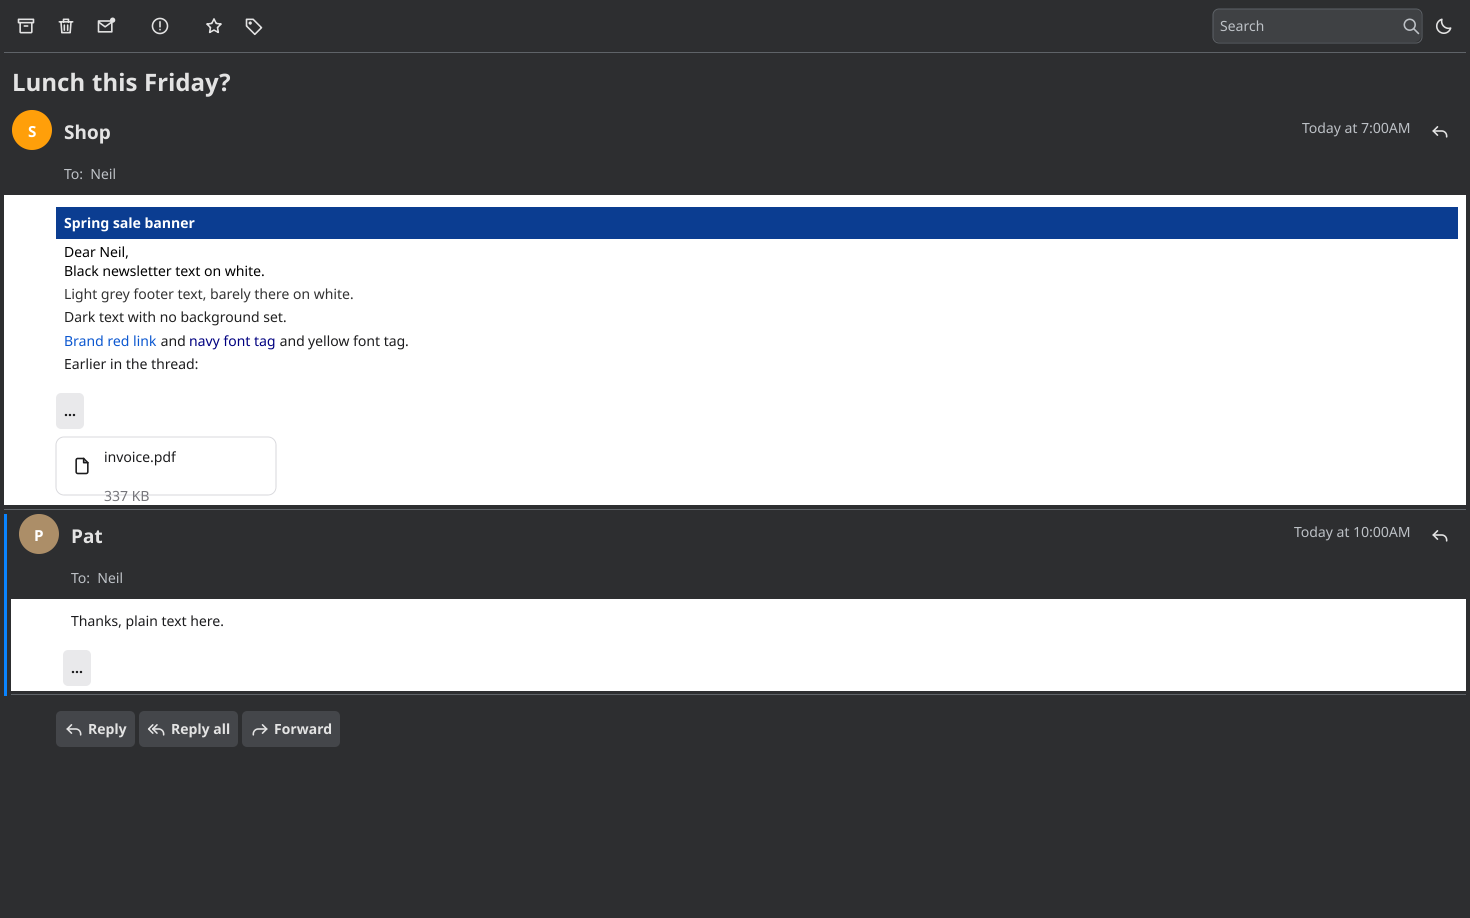 Search
Lunch this Friday?
S
Shop
Today at 7:00AM
To: Neil
Spring sale banner
Dear Neil,
Black newsletter text on white.
Light grey footer text, barely there on white.
Dark text with no background set.
Brand red link and navy font tag and yellow font tag.
Earlier in the thread:
...
invoice.pdf
337 KB
P
Pat
Today at 10:00AM
To: Neil
Thanks, plain text here.
...
Reply
Reply all
Forward